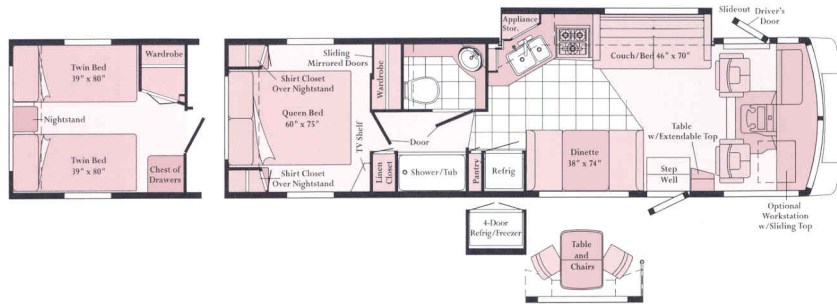 Twin Bed
39" x 80"
Wardrobe
Nightstand
Twin Bed
39" x 80"
Chest of
Drawers
Sliding
Mirrored Doors
Shirt Closet
Over Nightstand
Queen Bed
60" x 75"
Shirt Closet
Over Nightstand
Wardrobe
TV Shelf
Door
Linen
Closet
Shower/Tub
Pantry
Refrig
Appliance
Stor.
Couch/Bed 46" x 70"
Slideout
Driver's
Door
Dinette
38" x 74"
Table
w/Extendable Top
Step
Well
Optional
Workstation
w/Sliding Top
4-Door
Refrig/Freezer
Table
and
Chairs